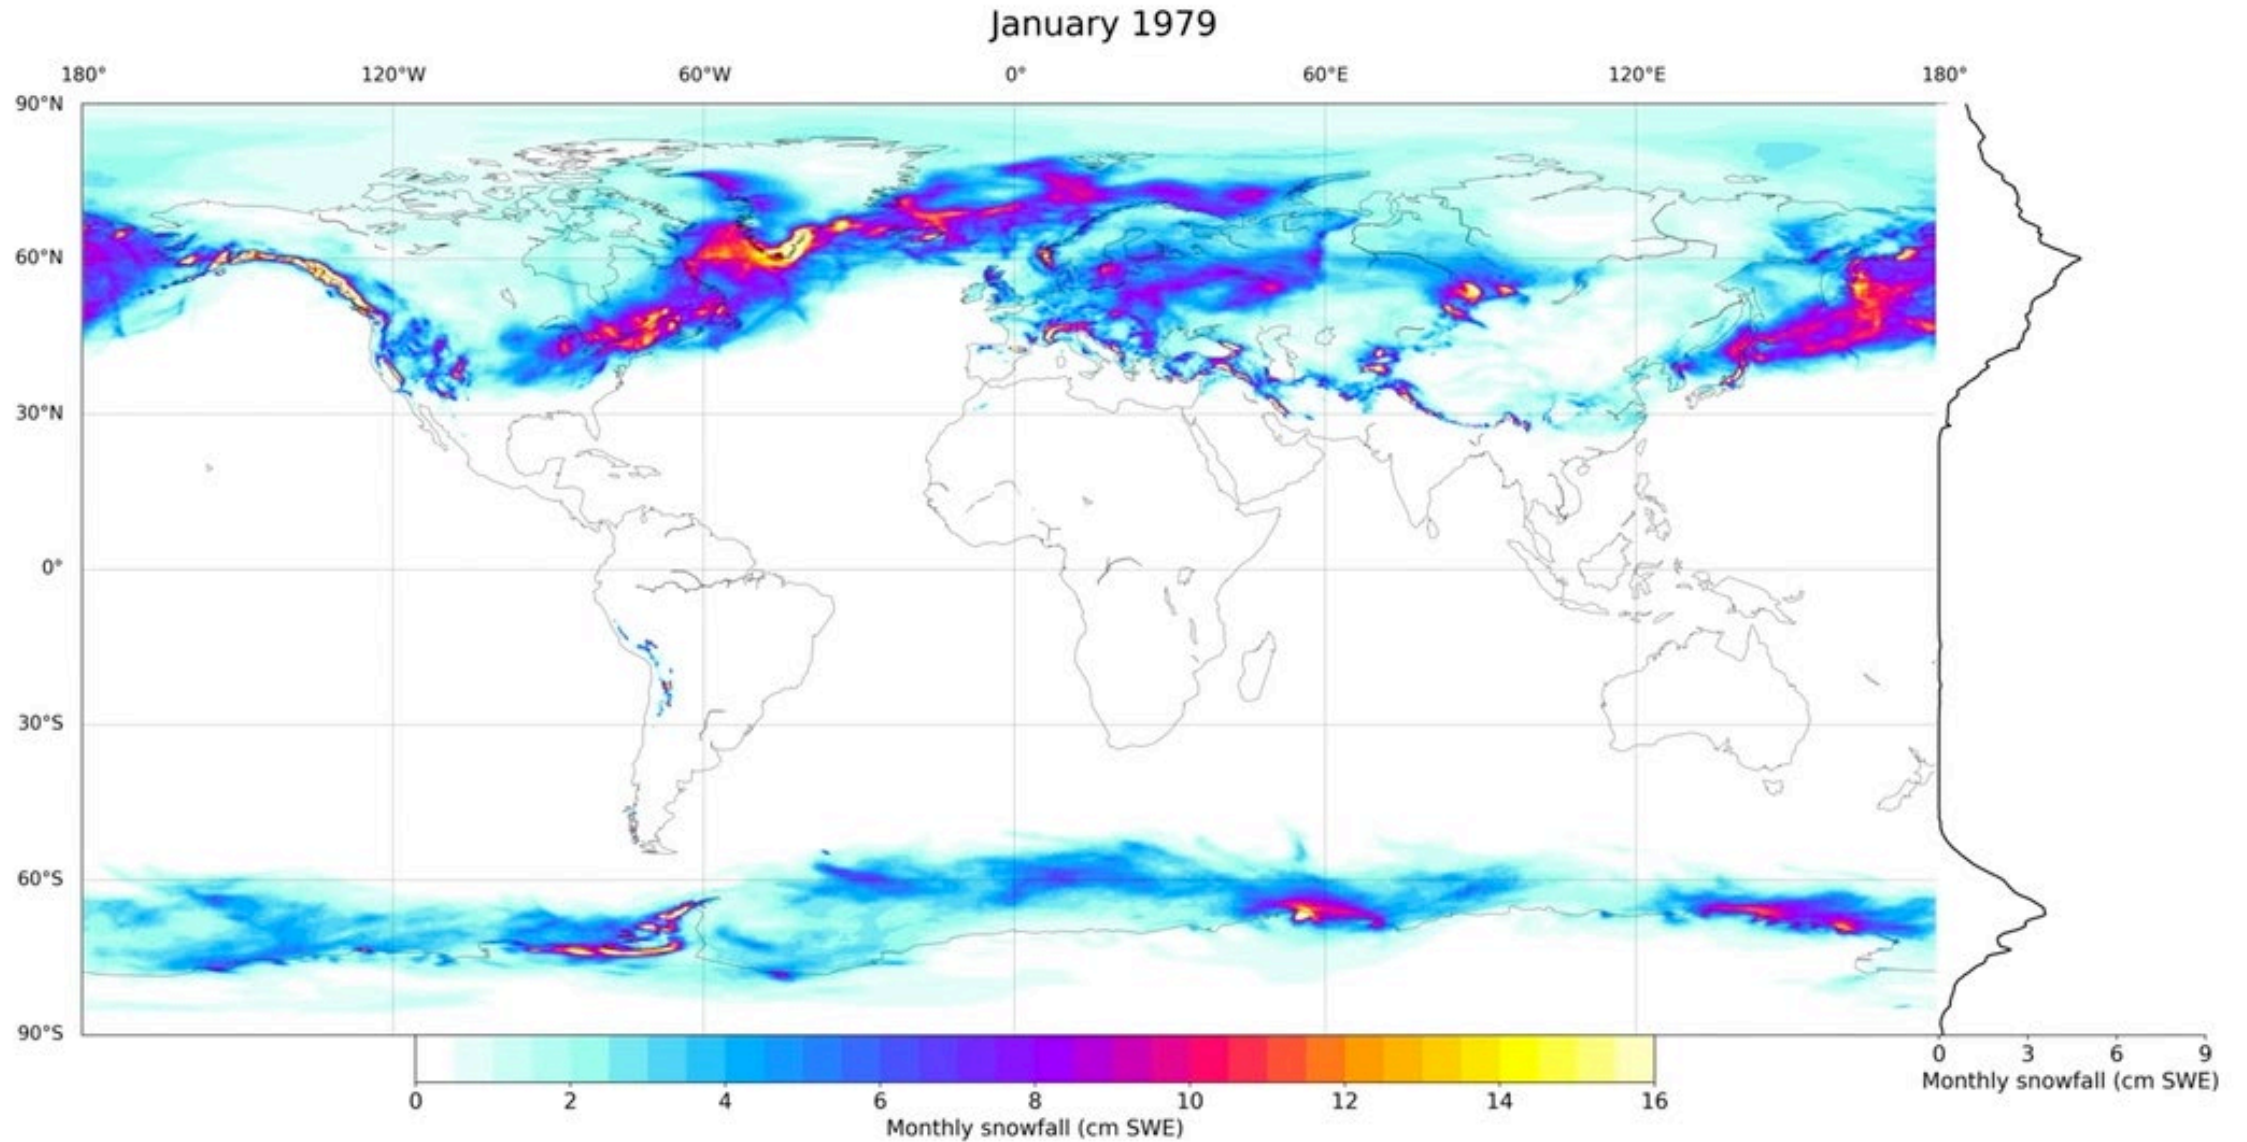 January 1979
180° 120°W 60°W 0° 60°E 120°E 180°
90°N
60°N
30°N
0°
30°S
60°S
90°S
0 2 4 6 8 10 12 14 16
Monthly snowfall (cm SWE)
0 3 6 9
Monthly snowfall (cm SWE)